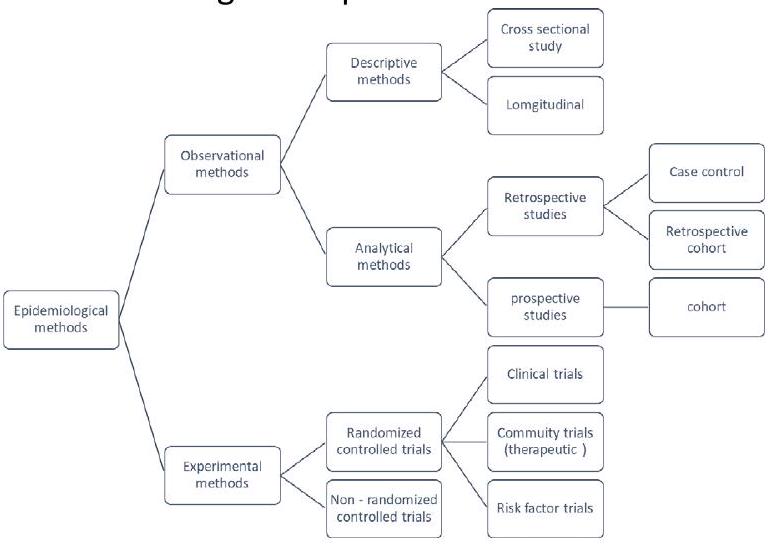 Cross sectional
study
Descriptive
methods
Lomgitudinal
Observational
methods
Case control
Retrospective
studies
Retrospective
cohort
Analytical
methods
prospective
studies
cohort
Epidemiological
methods
Clinical trials
Randomized
controlled trials
Commuity trials
(therapeutic )
Experimental
methods
Non - randomized
controlled trials
Risk factor trials